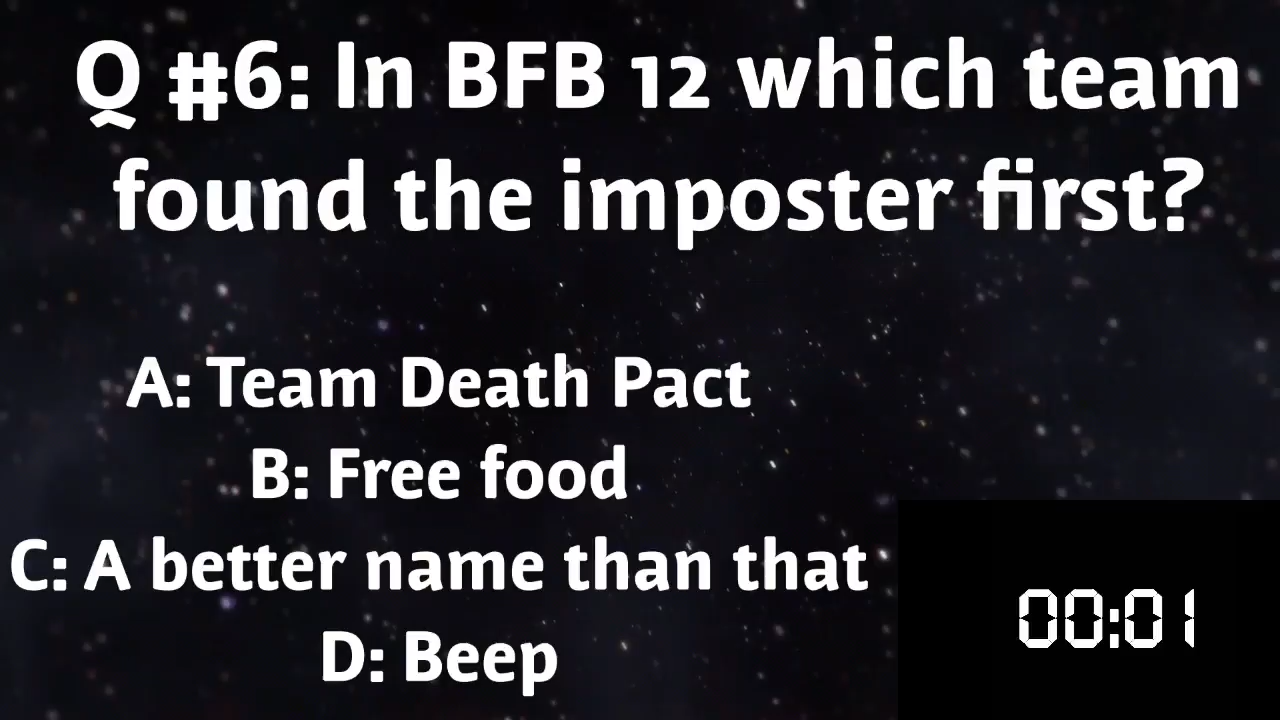 Q #6: In BFB 12 which team
found the imposter first?
A: Team Death Pact
B: Free food
C: A better name than that
D: Beep
00:01